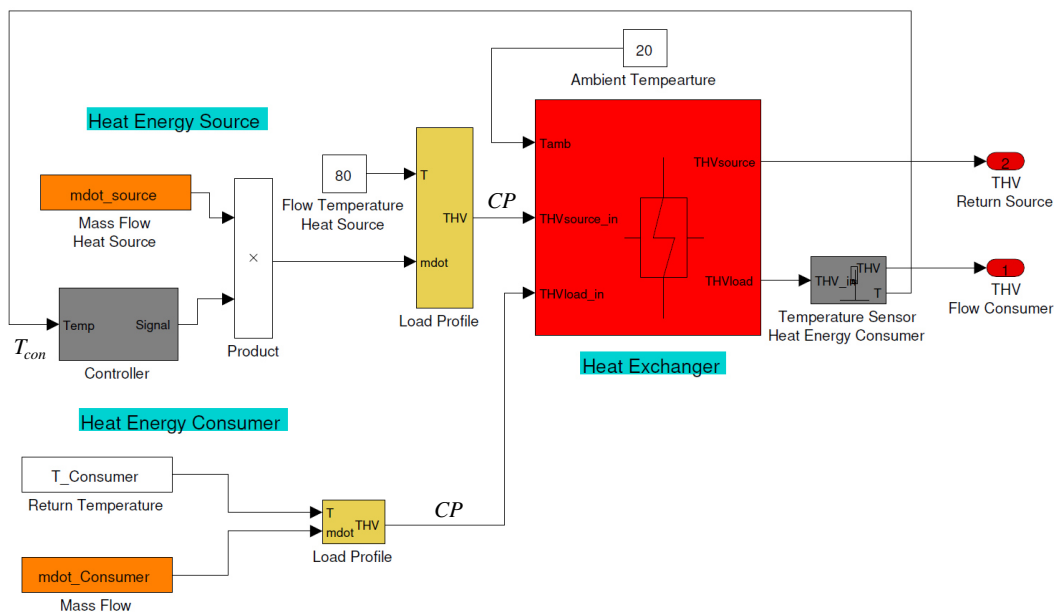 20
Ambient Tempearture
Heat Energy Source
Tamb
THVsource
2
THV
Return Source
80
T
Flow Temperature
Heat Source
mdot_source
Mass Flow
Heat Source
CP
THV
THVsource_in
×
mdot
THVload_in
THVload
THV_in
THV
T
1
THV
Flow Consumer
Load Profile
Temperature Sensor
Heat Energy Consumer
Temp
Signal
T_con
Controller
Product
Heat Exchanger
Heat Energy Consumer
T_Consumer
Return Temperature
T
mdot
THV
CP
Load Profile
mdot_Consumer
Mass Flow